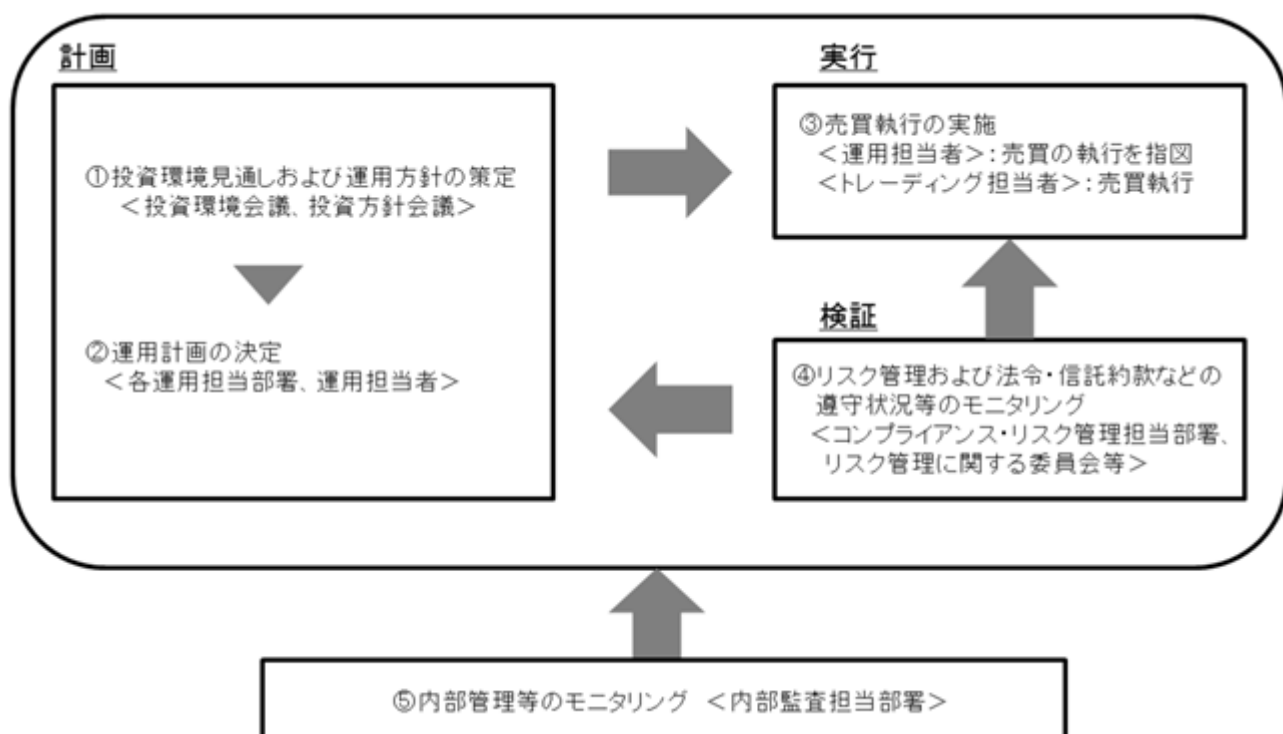 計画
①投資環境見通しおよび運用方針の策定
＜投資環境会議、投資方針会議＞
②運用計画の決定
＜各運用担当部署、運用担当者＞
実行
③売買執行の実施
＜運用担当者＞：売買の執行を指図
＜トレーディング担当者＞：売買執行
検証
④リスク管理および法令・信託約款などの
遵守状況等のモニタリング
＜コンプライアンス・リスク管理担当部署、
リスク管理に関する委員会等＞
⑤内部管理等のモニタリング ＜内部監査担当部署＞